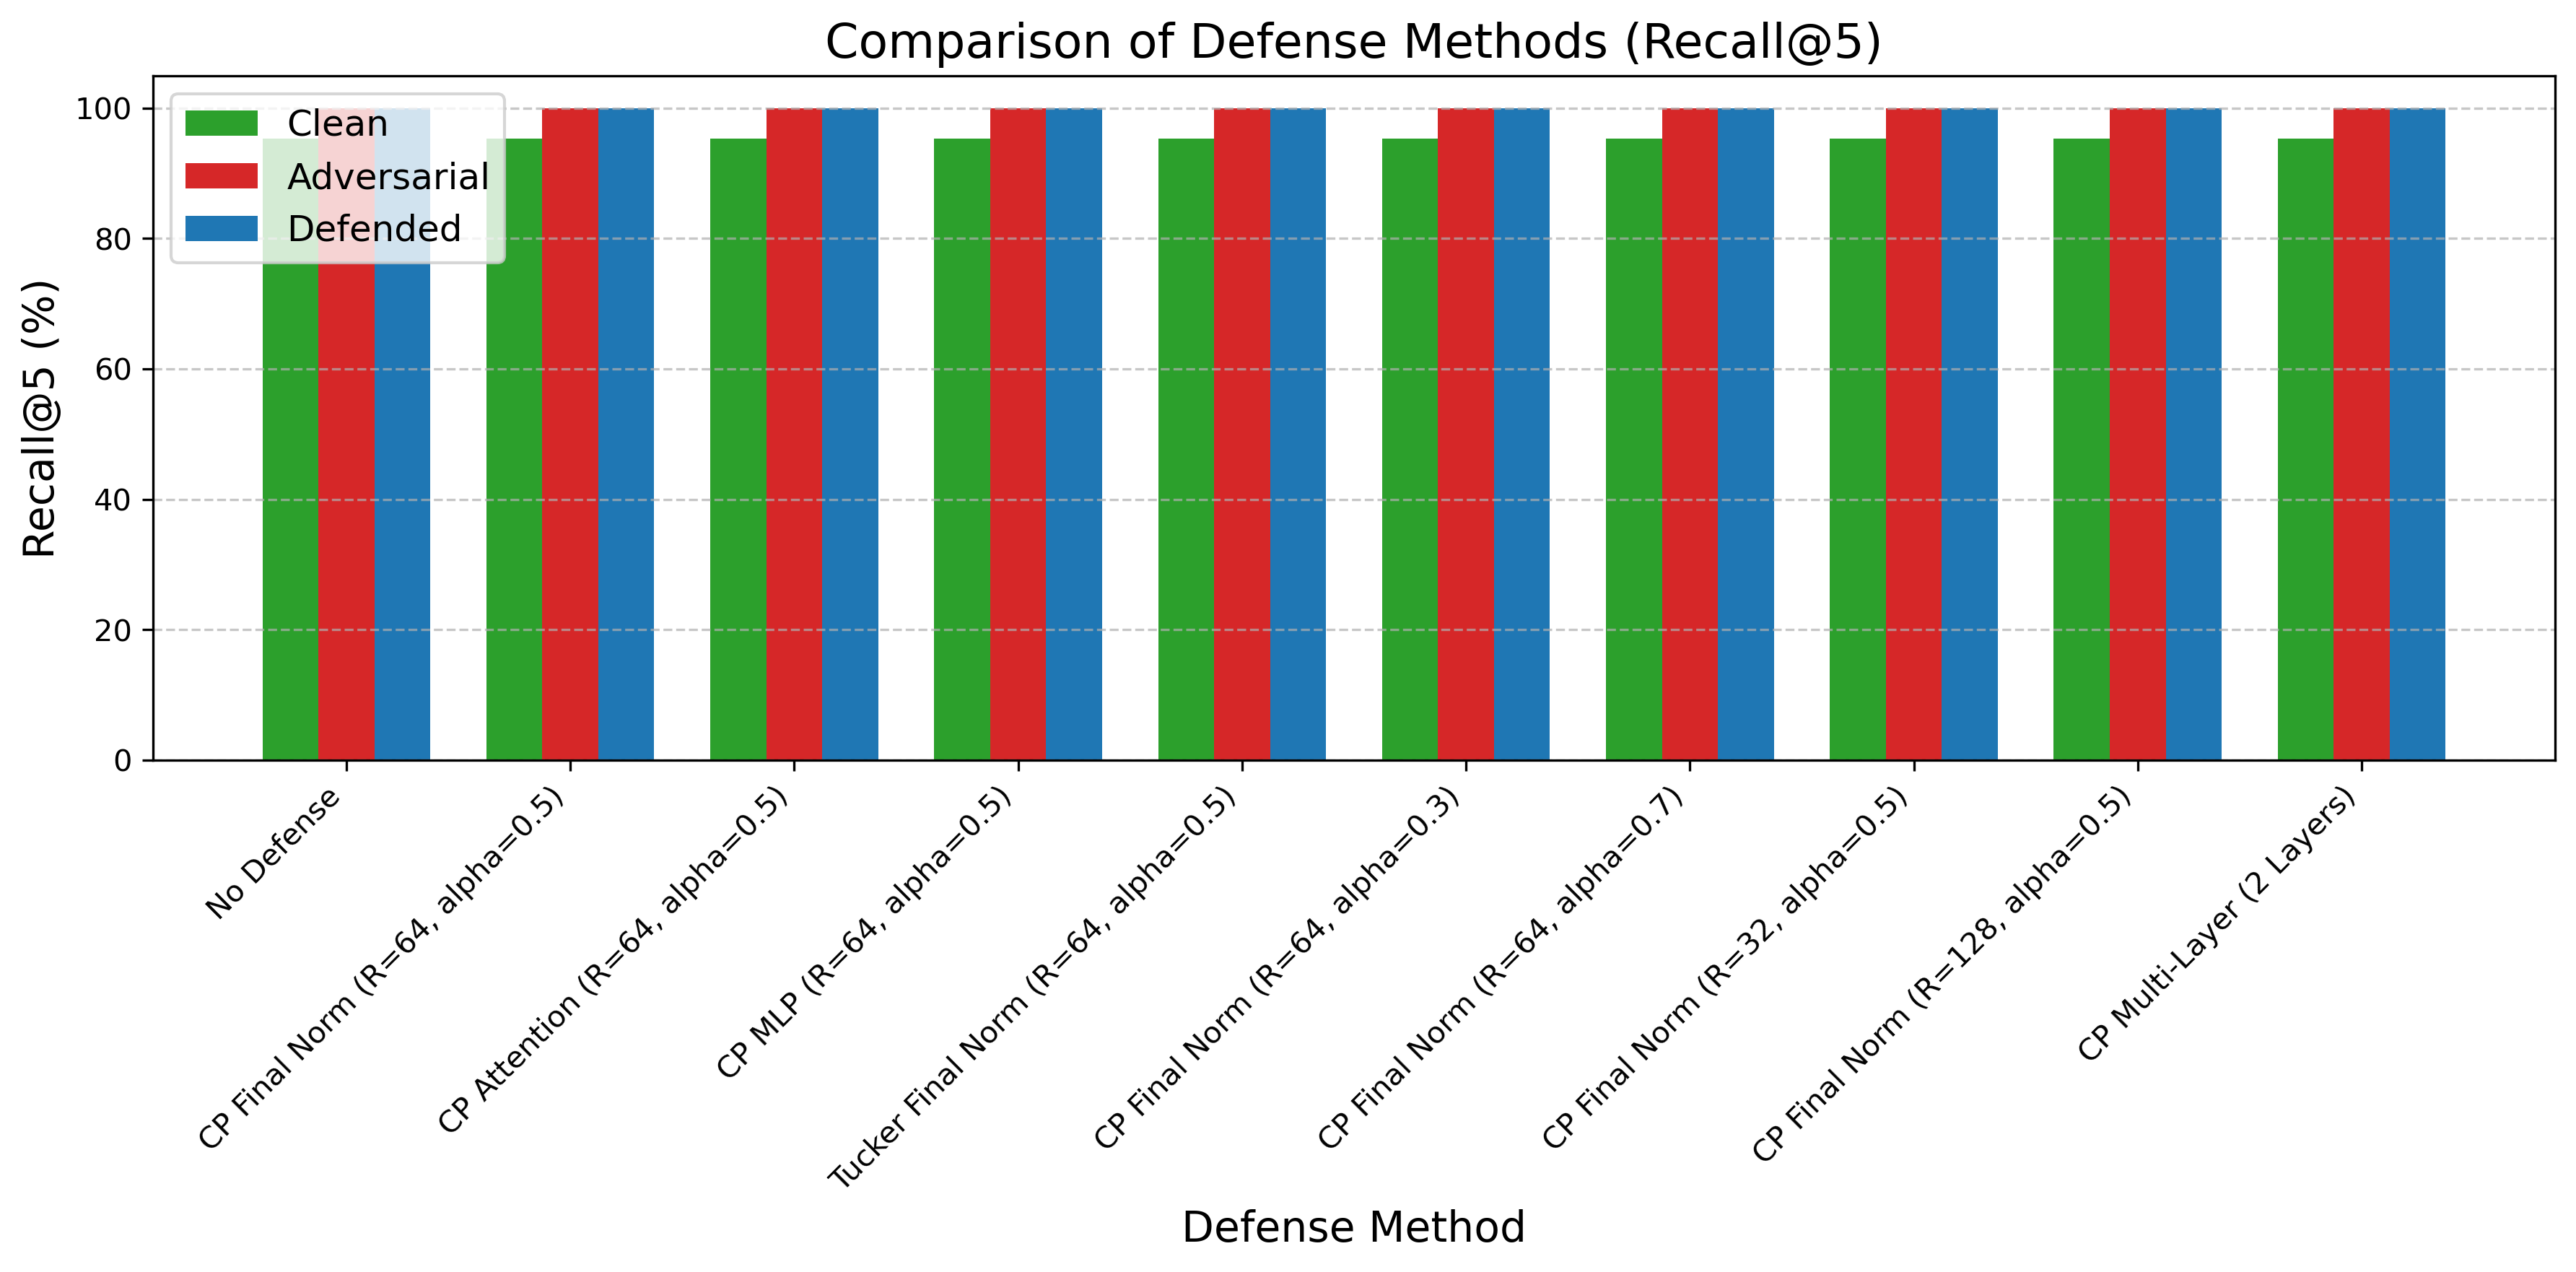 Comparison of Defense Methods (Recall@5)
Clean
Adversarial
Defended
Recall@5 (%)
100
80
60
40
20
0
No Defense
CP Final Norm (R=64, alpha=0.5)
CP Attention (R=64, alpha=0.5)
CP MLP (R=64, alpha=0.5)
Tucker Final Norm (R=64, alpha=0.5)
CP Final Norm (R=64, alpha=0.3)
CP Final Norm (R=64, alpha=0.7)
CP Final Norm (R=32, alpha=0.5)
CP Final Norm (R=128, alpha=0.5)
CP Multi-Layer (2 Layers)
Defense Method